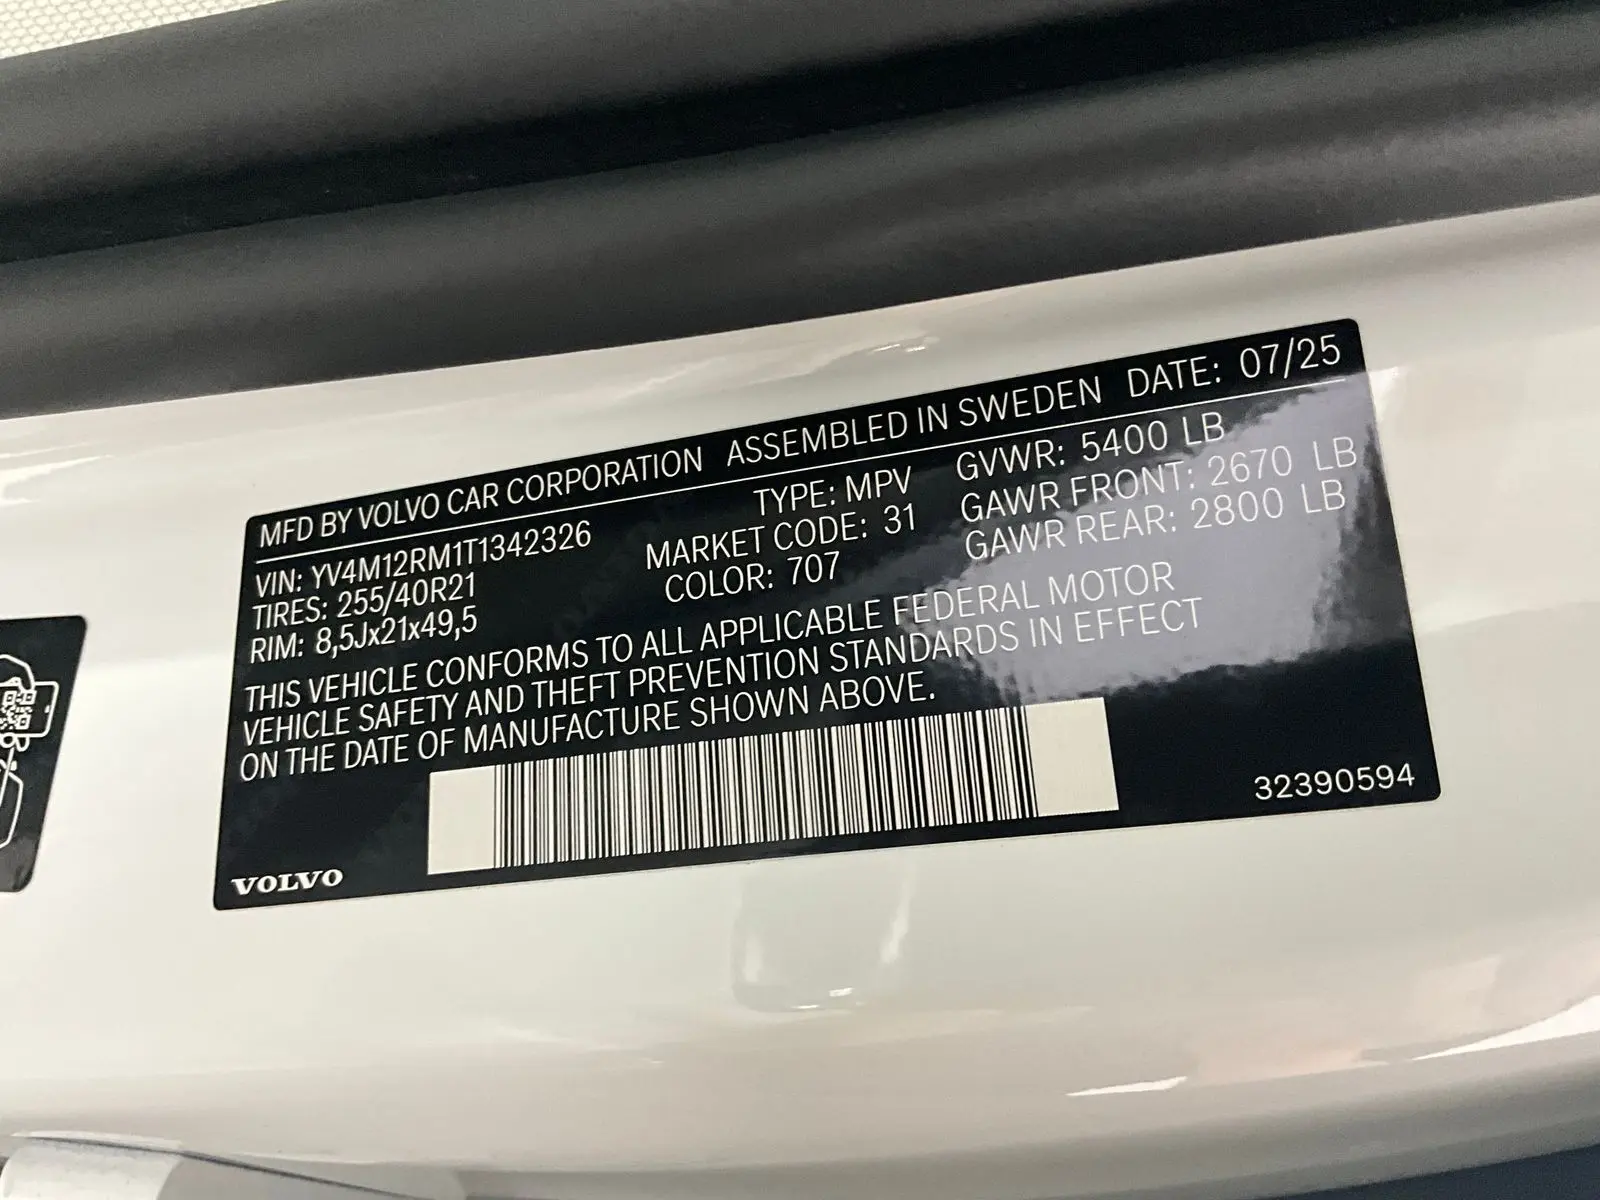 MFD BY VOLVO CAR CORPORATION ASSEMBLED IN SWEDEN DATE: 07/25
VIN: YV4M12RM1T1342326 TYPE: MPV GVWR: 5400 LB
TIRES: 255/40R21 MARKET CODE: 31 GAWR FRONT: 2670 LB
RIM: 8,5Jx21x49,5 COLOR: 707 GAWR REAR: 2800 LB
THIS VEHICLE CONFORMS TO ALL APPLICABLE FEDERAL MOTOR
VEHICLE SAFETY AND THEFT PREVENTION STANDARDS IN EFFECT
ON THE DATE OF MANUFACTURE SHOWN ABOVE.
32390594
VOLVO